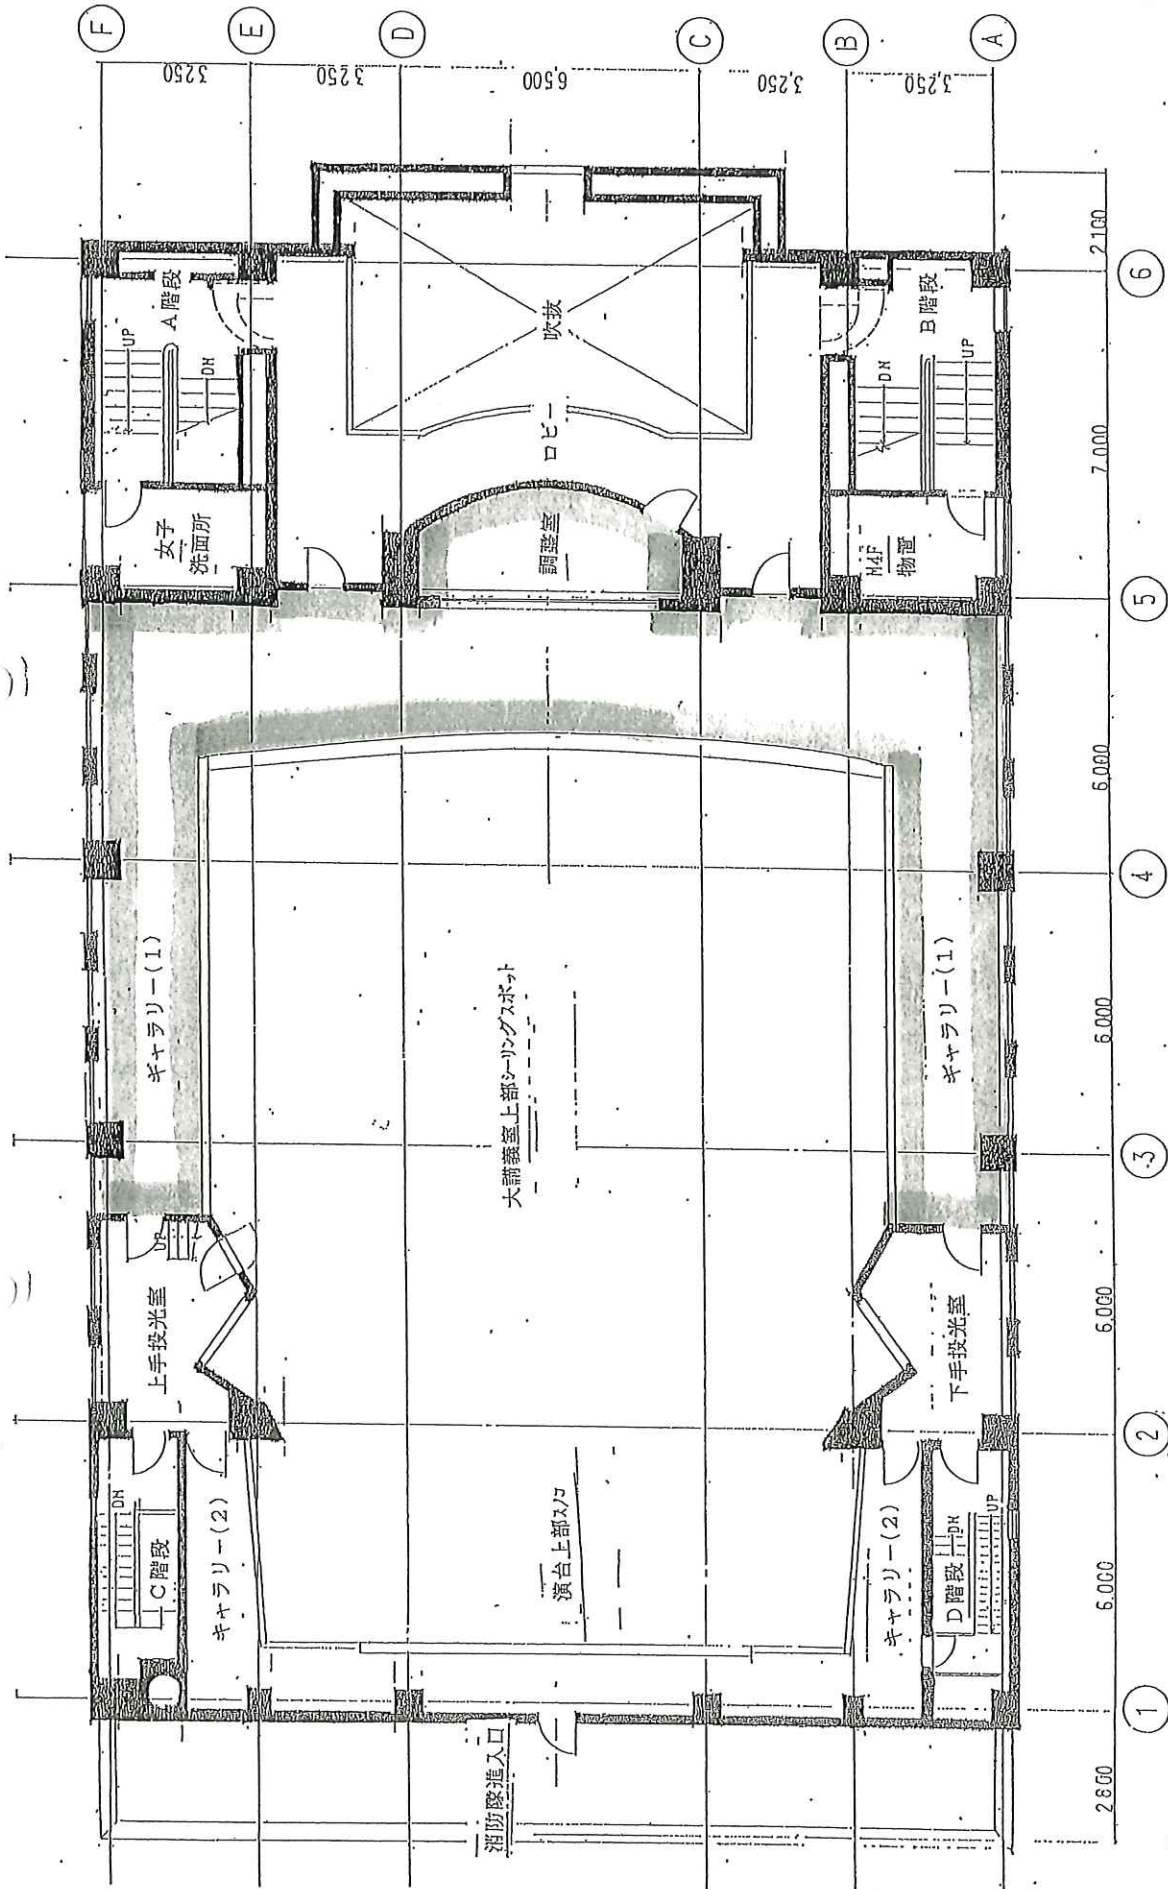 F
E
D
C
B
A
3250
3250
6,500
3,250
3,250
2100
7,000
6,000
6,000
6,000
6,000
2800
6
5
4
3
2
1
A階段
UP
DN
女子
洗面所
吹抜
ロビー
調整室
B階段
DN
UP
M4F
物置
ギャラリー(1)
大講義室上部シーリングスポット
ギャラリー(1)
UP
上手投光室
下手投光室
DN
C階段
ギャラリー(2)
演台上部スノコ
ギャラリー(2)
D階段
DN
UP
消防隊進入口